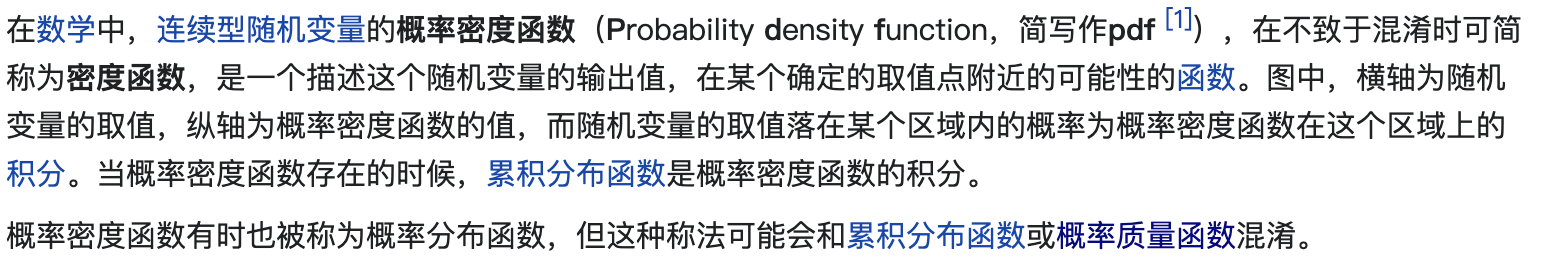 在数学中，连续型随机变量的概率密度函数（Probability density function，简写作pdf [1]），在不致于混淆时可简
称为密度函数，是一个描述这个随机变量的输出值，在某个确定的取值点附近的可能性的函数。图中，横轴为随机
变量的取值，纵轴为概率密度函数的值，而随机变量的取值落在某个区域内的概率为概率密度函数在这个区域上的
积分。当概率密度函数存在的时候，累积分布函数是概率密度函数的积分。
概率密度函数有时也被称为概率分布函数，但这种称法可能会和累积分布函数或概率质量函数混淆。